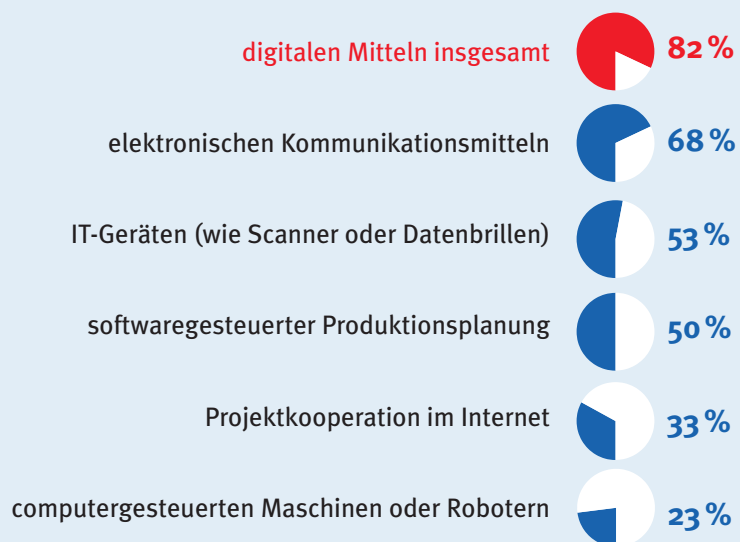 digitalen Mitteln insgesamt 82 %
elektronischen Kommunikationsmitteln 68 %
IT-Geräten (wie Scanner oder Datenbrillen) 53 %
softwaregesteuerter Produktionsplanung 50 %
Projektkooperation im Internet 33 %
computergesteuerten Maschinen oder Robotern 23 %